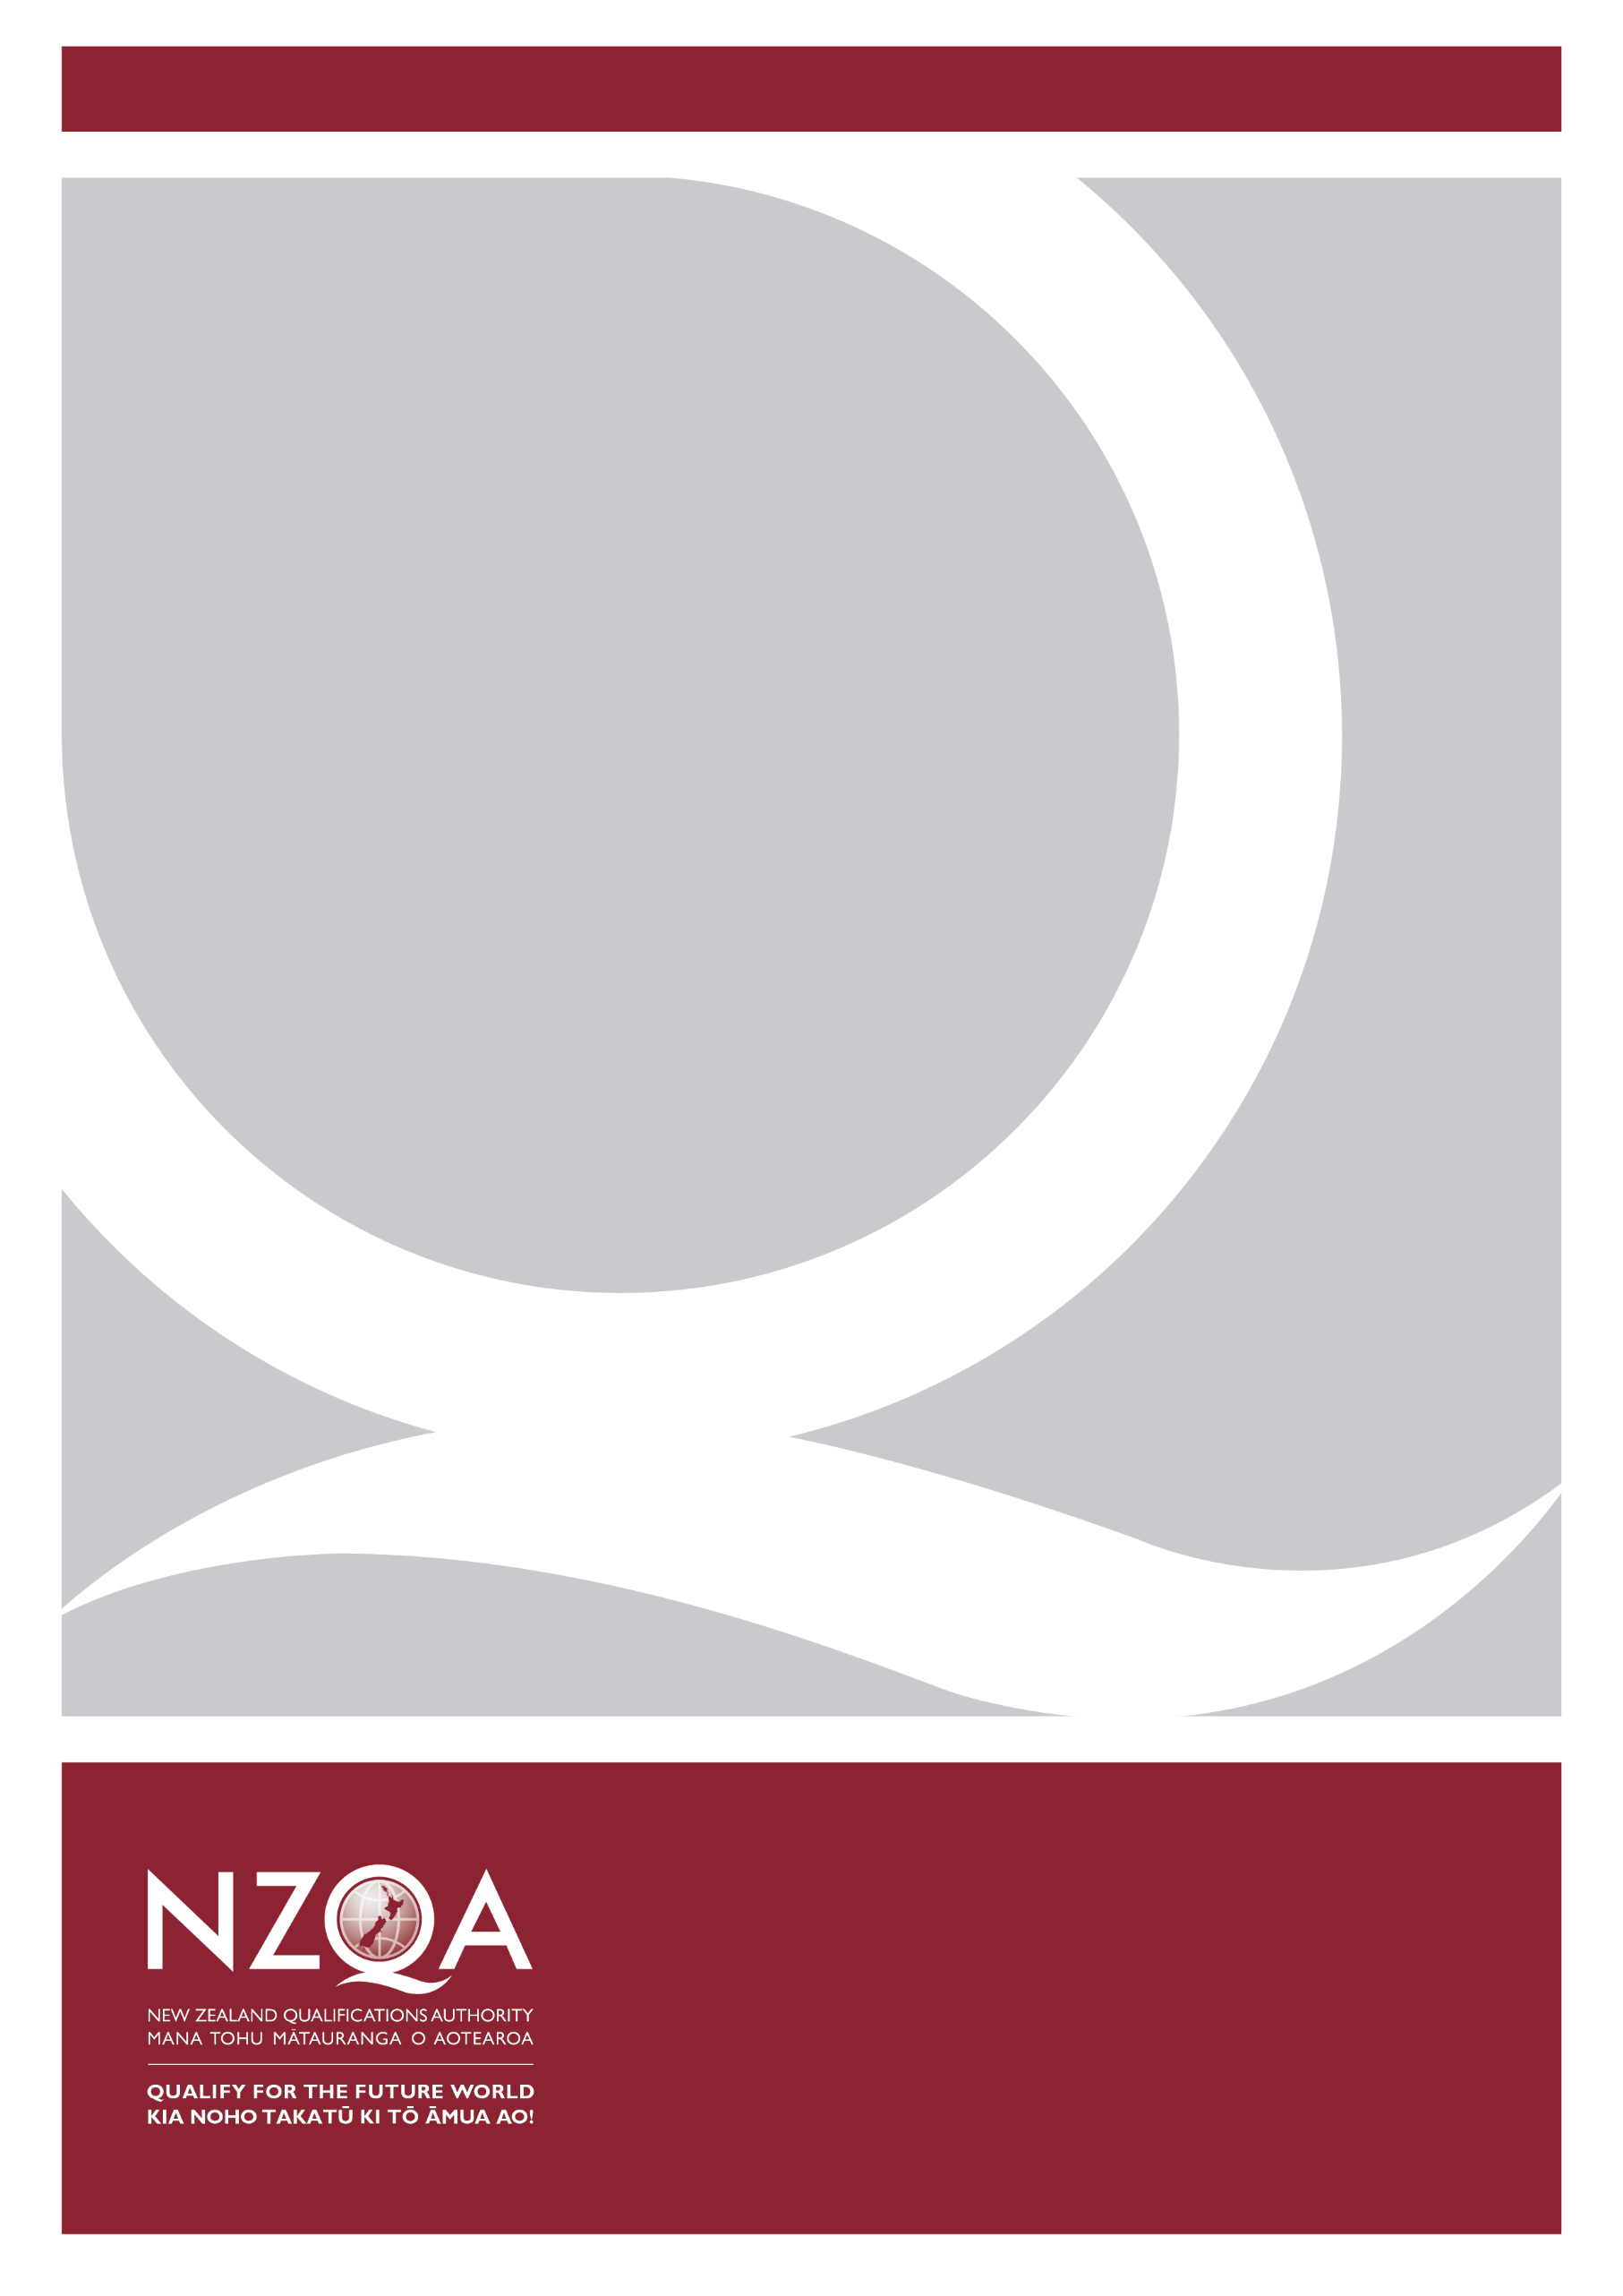 NZQA
NEW ZEALAND QUALIFICATIONS AUTHORITY
MANA TOHU MĀTAURANGA O AOTEAROA
QUALIFY FOR THE FUTURE WORLD
KIA NOHO TAKATŪ KI TŌ ĀMUA AO!